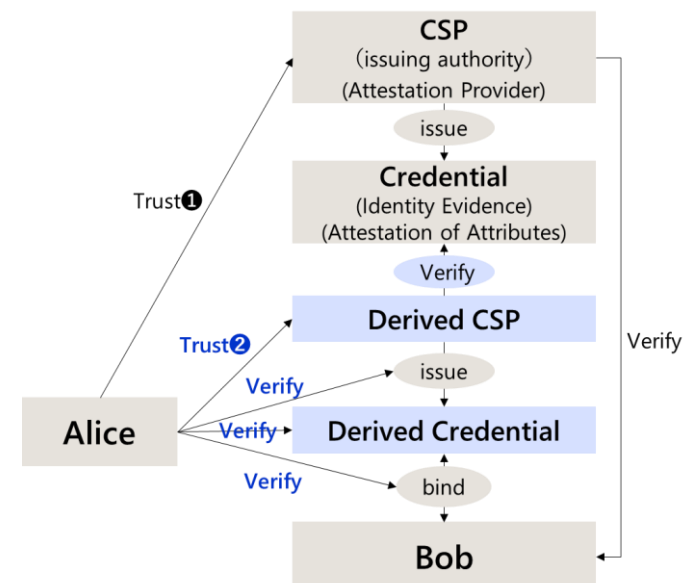 CSP
(issuing authority)
(Attestation Provider)
issue
Credential
(Identity Evidence)
(Attestation of Attributes)
Trust❶
Verify
Derived CSP
Verify
Trust❷
issue
Verify
Alice
Verify
Derived Credential
Verify
bind
Bob